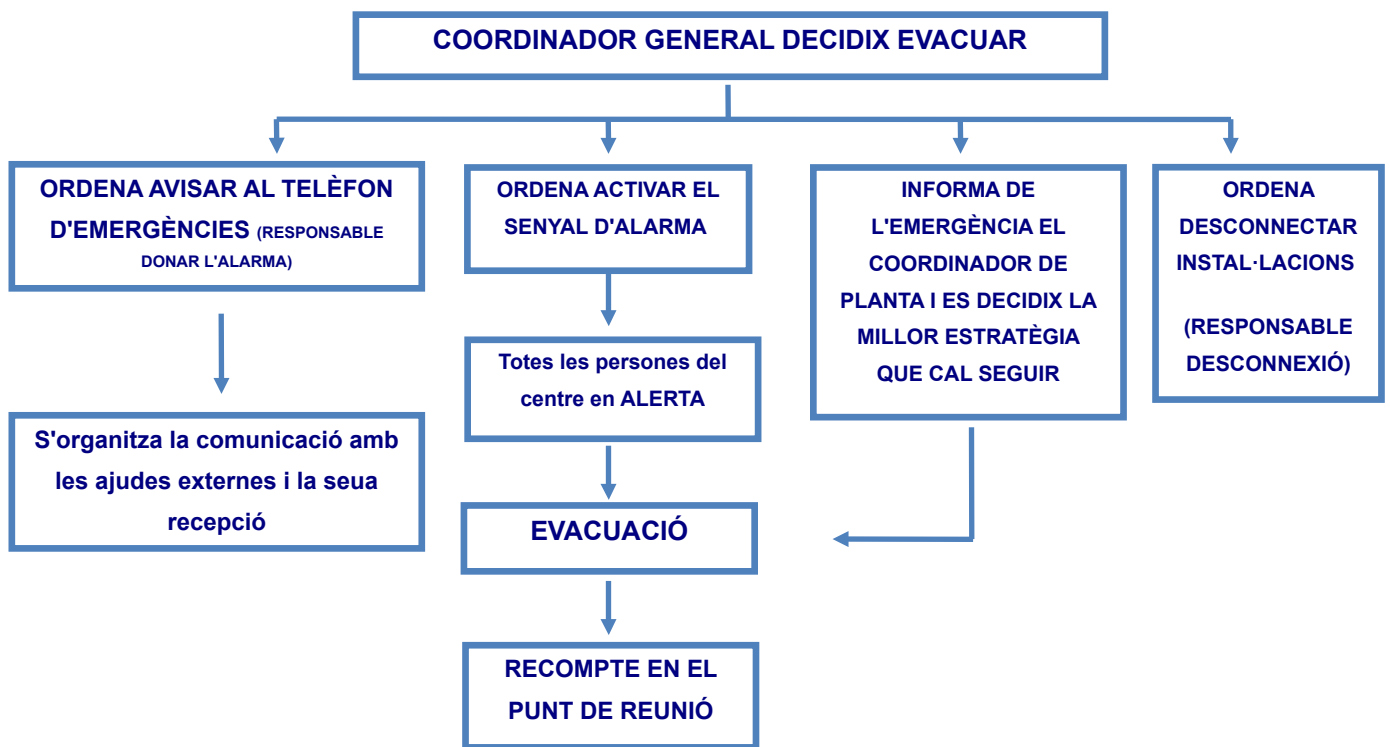 COORDINADOR GENERAL DECIDIX EVACUAR
ORDENA AVISAR AL TELÈFON
D'EMERGÈNCIES (RESPONSABLE
DONAR L'ALARMA)
ORDENA ACTIVAR EL
SENYAL D'ALARMA
INFORMA DE
L'EMERGÈNCIA EL
COORDINADOR DE
PLANTA I ES DECIDIX LA
MILLOR ESTRATÈGIA
QUE CAL SEGUIR
ORDENA
DESCONNECTAR
INSTAL·LACIONS
(RESPONSABLE
DESCONNEXIÓ)
Totes les persones del
centre en ALERTA
S'organitza la comunicació amb
les ajudes externes i la seua
recepció
EVACUACIÓ
RECOMPTE EN EL
PUNT DE REUNIÓ